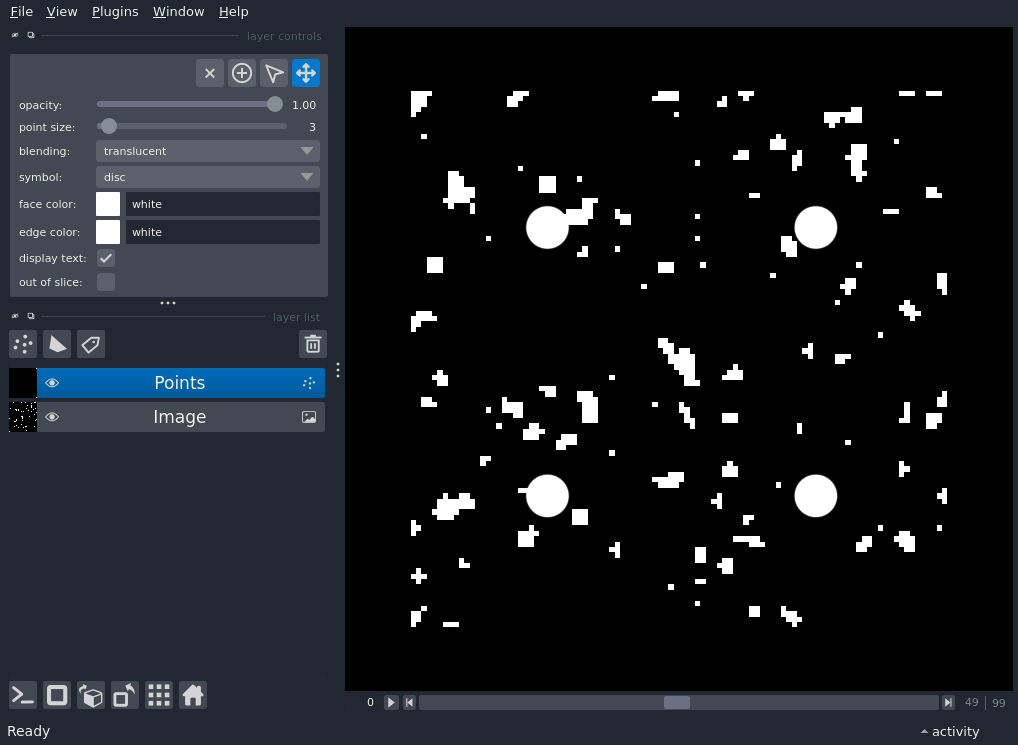 File View Plugins Window Help
layer controls
opacity: 1.00
point size: 3
blending: translucent
symbol: disc
face color: white
edge color: white
display text:
out of slice:
layer list
Points
Image
0 49 99
Ready activity